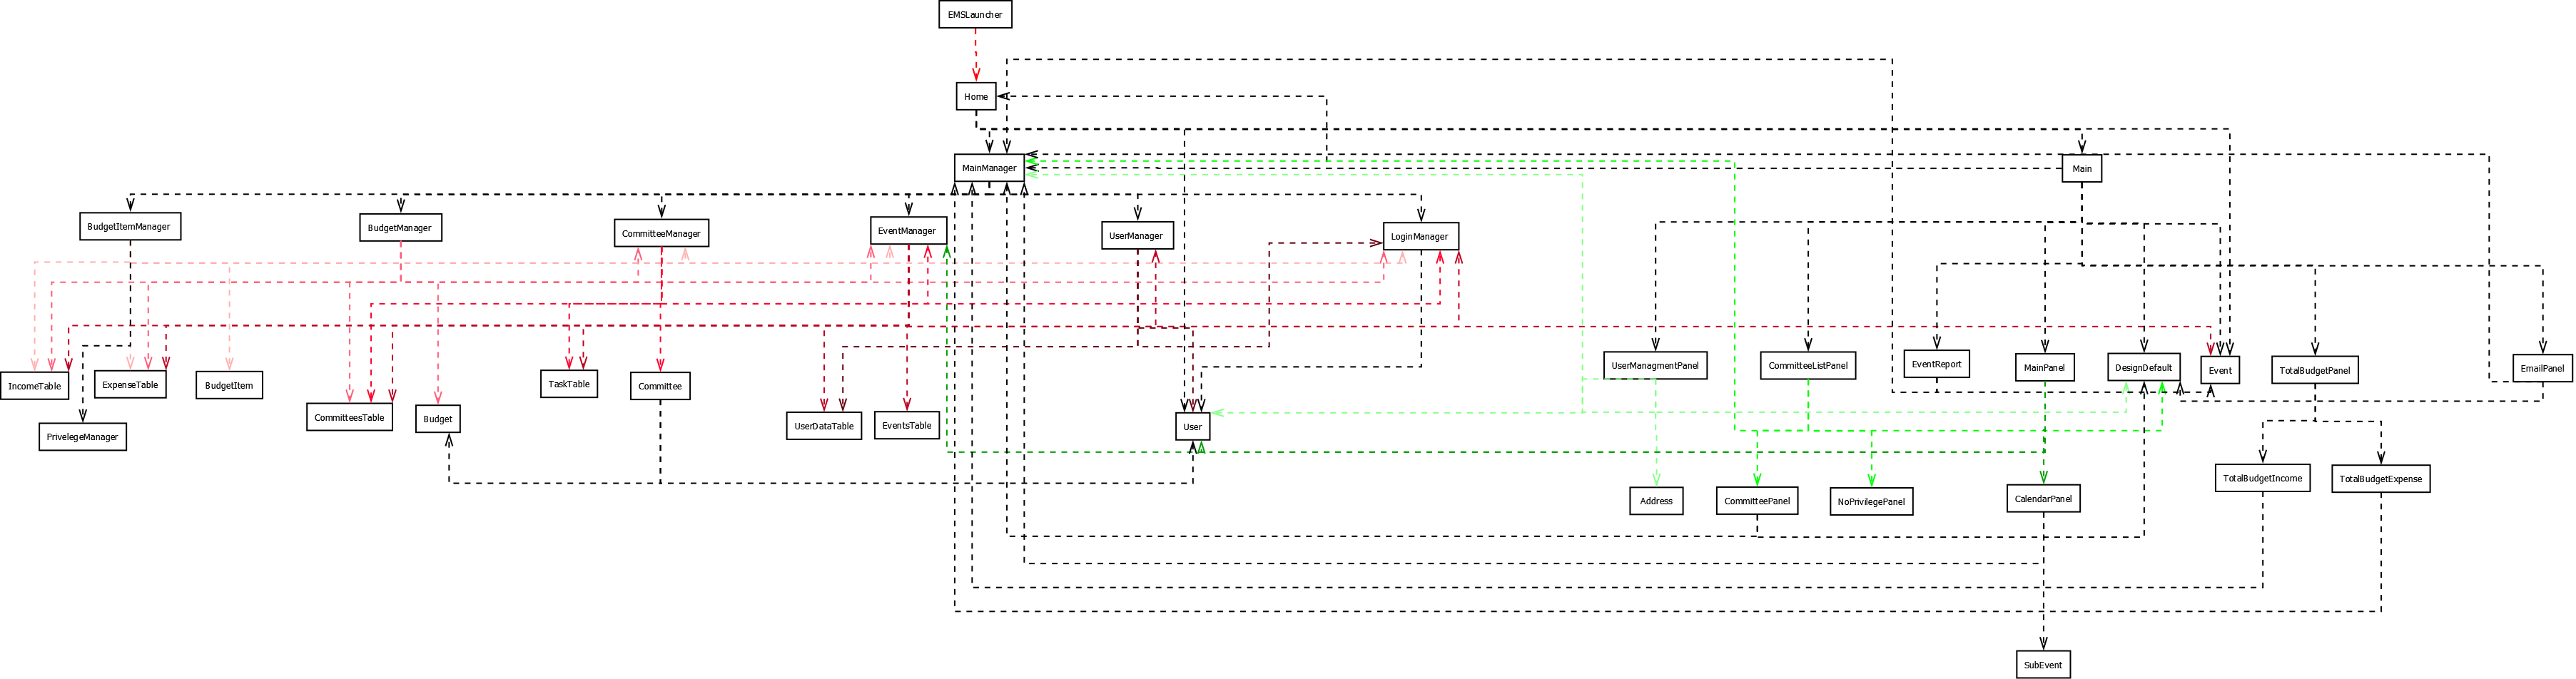 EMSLauncher
Home
MainManager
Main
BudgetItemManager
BudgetManager
CommitteeManager
EventManager
UserManager
LoginManager
IncomeTable
ExpenseTable
BudgetItem
TaskTable
Committee
UserManagmentPanel
CommitteeListPanel
EventReport
MainPanel
DesignDefault
Event
TotalBudgetPanel
EmailPanel
CommitteesTable
Budget
UserDataTable
EventsTable
User
PrivelegeManager
Address
CommitteePanel
NoPrivilegePanel
CalendarPanel
TotalBudgetIncome
TotalBudgetExpense
SubEvent